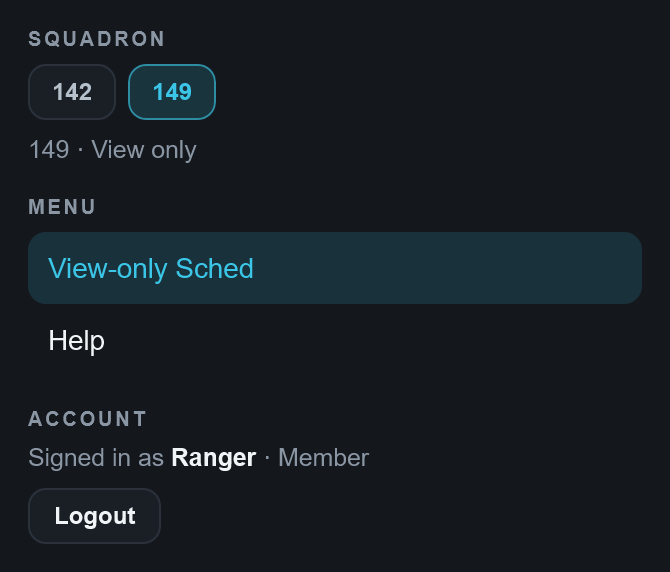 SQUADRON
142 149
149 · View only
MENU
View-only Sched
Help
ACCOUNT
Signed in as Ranger · Member
Logout